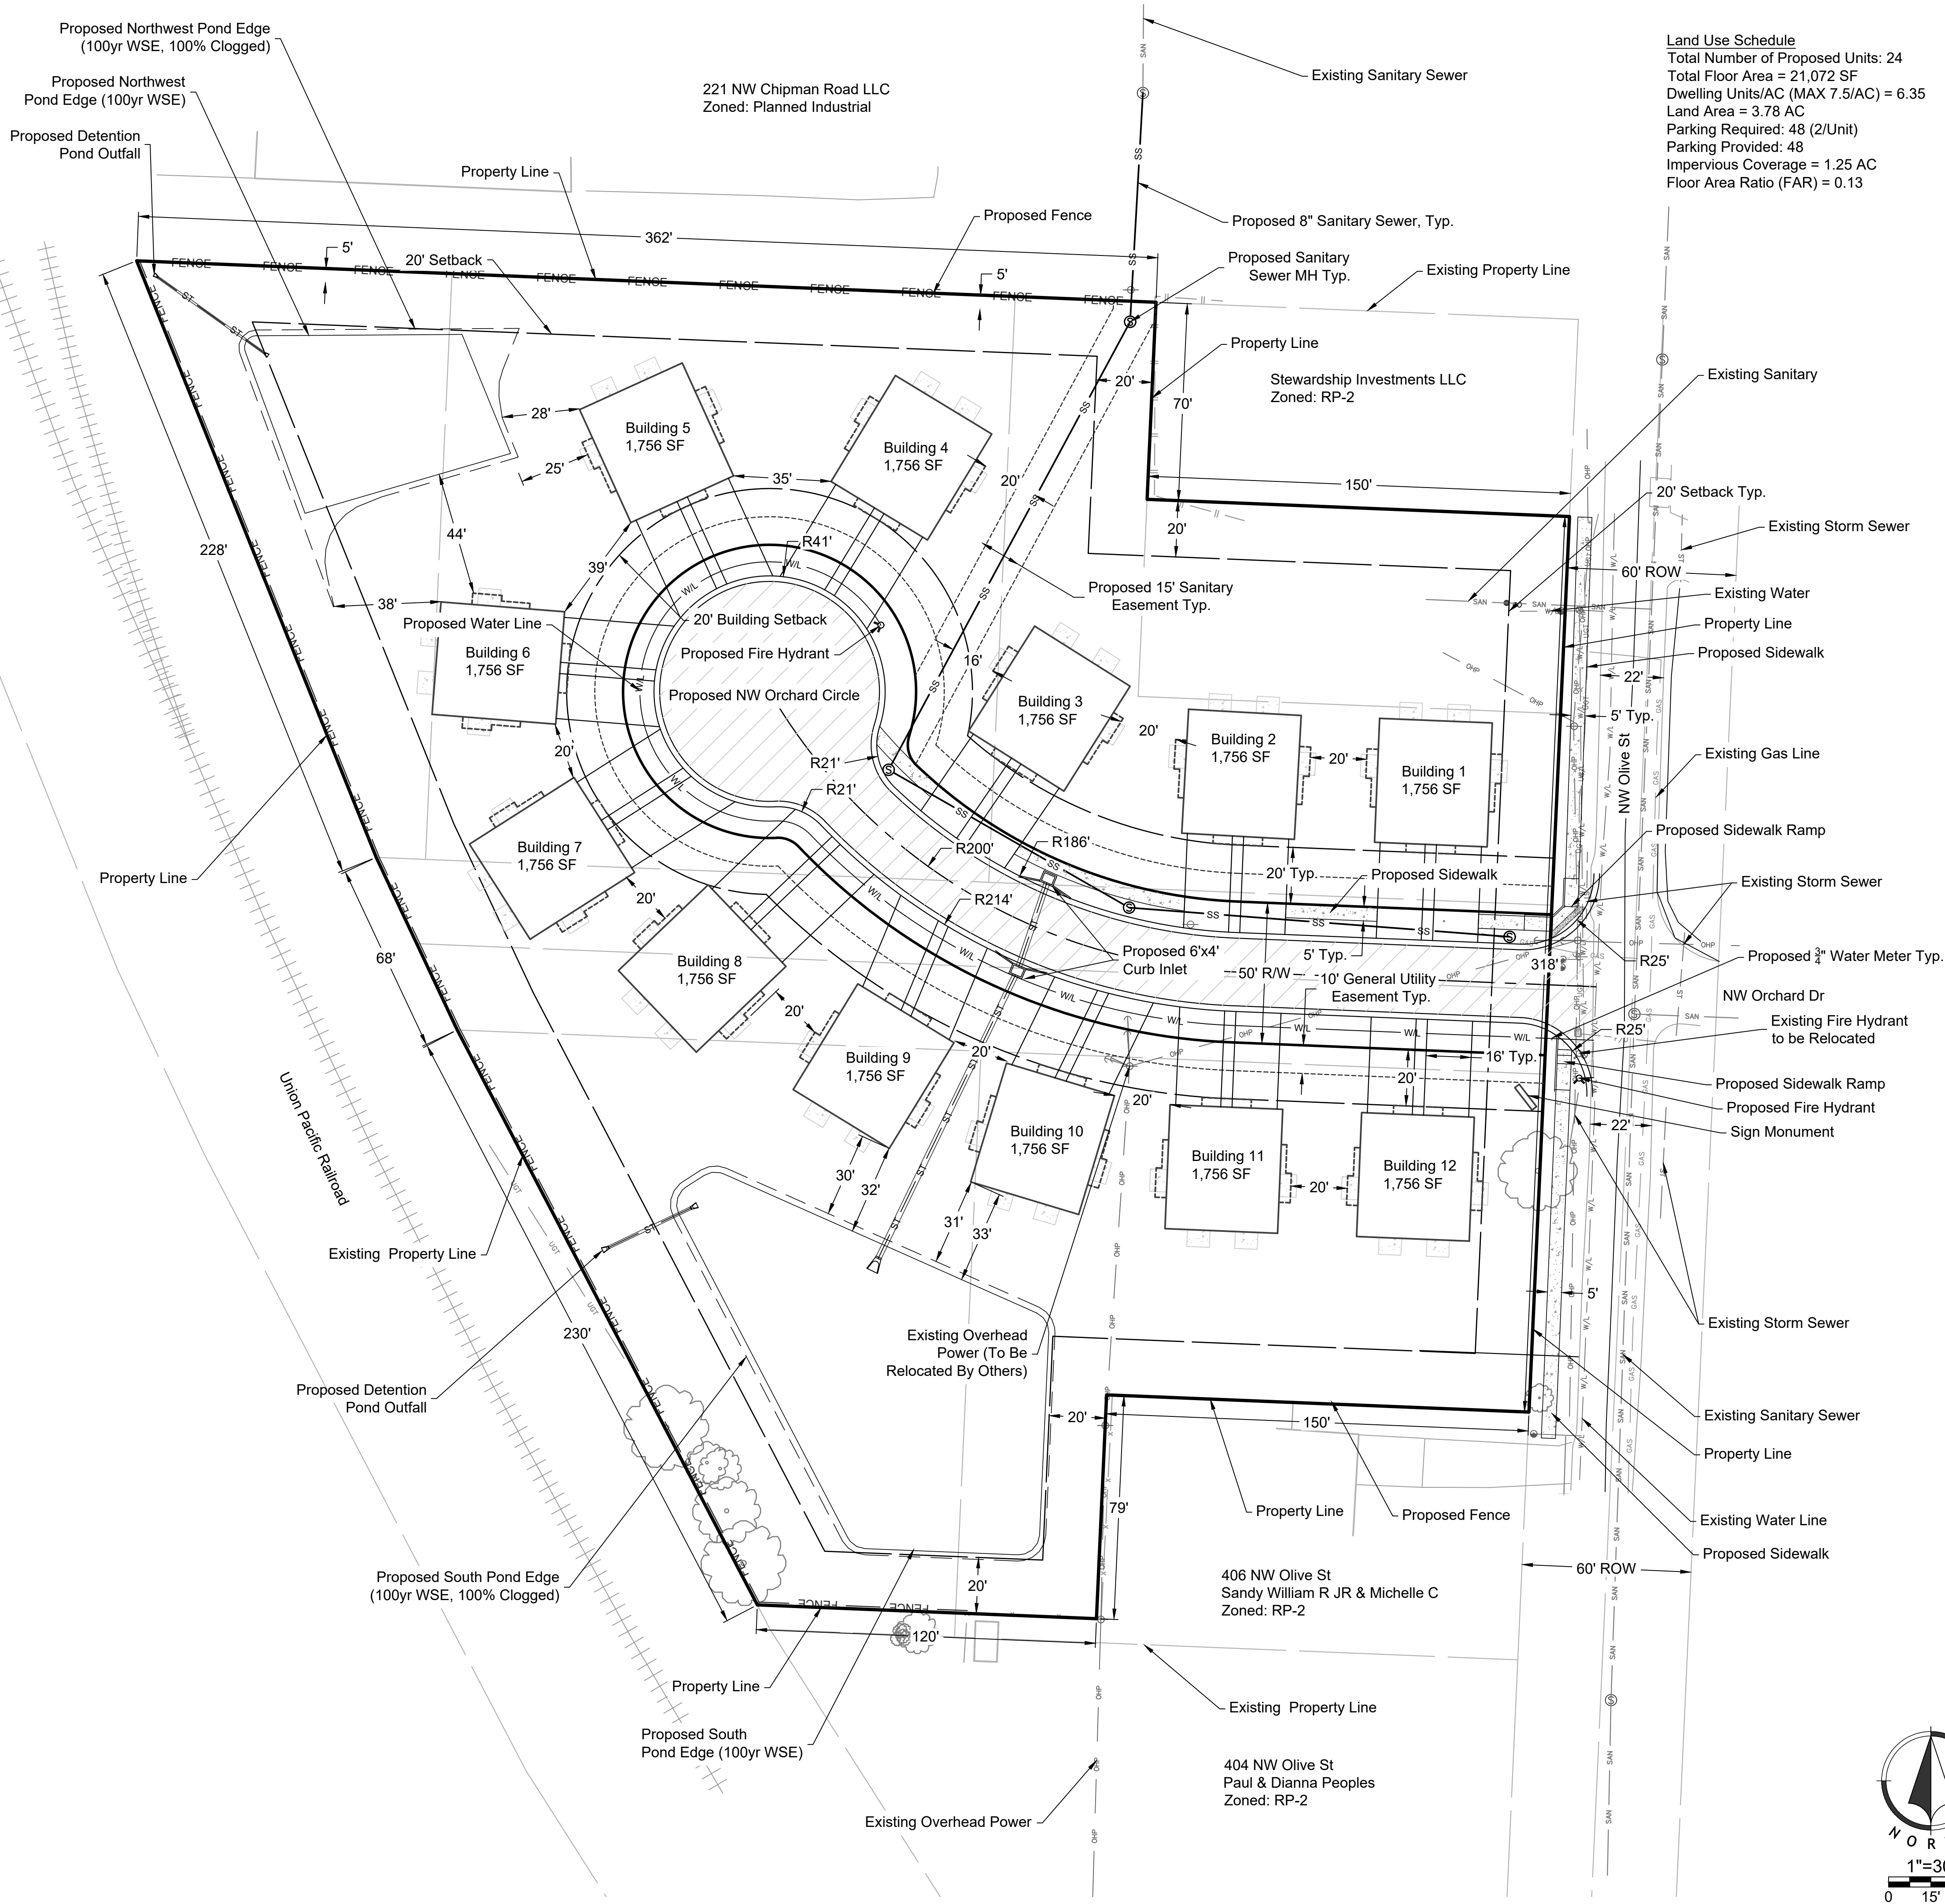 Proposed Northwest Pond Edge
(100yr WSE, 100% Clogged)
Proposed Northwest
Pond Edge (100yr WSE)
Proposed Detention
Pond Outfall
221 NW Chipman Road LLC
Zoned: Planned Industrial
Property Line
Existing Sanitary Sewer
Land Use Schedule
Total Number of Proposed Units: 24
Total Floor Area = 21,072 SF
Dwelling Units/AC (MAX 7.5/AC) = 6.35
Land Area = 3.78 AC
Parking Required: 48 (2/Unit)
Parking Provided: 48
Impervious Coverage = 1.25 AC
Floor Area Ratio (FAR) = 0.13
362'
Proposed Fence
Proposed 8" Sanitary Sewer, Typ.
Proposed Sanitary
Sewer MH Typ.
Existing Property Line
5'
20' Setback
5'
Property Line
Stewardship Investments LLC
Zoned: RP-2
Existing Sanitary
20'
70'
28'
25'
Building 5
1,756 SF
Building 4
1,756 SF
35'
20'
150'
20' Setback Typ.
20'
Existing Storm Sewer
228'
44'
39'
R41'
60' ROW
Proposed 15' Sanitary
Easement Typ.
Existing Water
38'
Proposed Water Line
20' Building Setback
Proposed Fire Hydrant
Property Line
Proposed Sidewalk
Building 6
1,756 SF
16'
Proposed NW Orchard Circle
Building 3
1,756 SF
22'
5' Typ.
20'
Building 2
1,756 SF
20'
Building 1
1,756 SF
NW Olive St
Existing Gas Line
20'
R21'
R21'
Building 7
1,756 SF
R200'
R186'
Proposed Sidewalk Ramp
Property Line
20' Typ.
Proposed Sidewalk
Existing Storm Sewer
20'
R214'
68'
Building 8
1,756 SF
Proposed 6'x4'
Curb Inlet
5' Typ.
50' R/W
10' General Utility
Easement Typ.
318'
R25'
Proposed 3/4" Water Meter Typ.
NW Orchard Dr
20'
Existing Fire Hydrant
to be Relocated
R25'
Building 9
1,756 SF
20'
16' Typ.
20'
20'
Proposed Sidewalk Ramp
Proposed Fire Hydrant
Sign Monument
22'
Union Pacific Railroad
Building 10
1,756 SF
Building 11
1,756 SF
Building 12
1,756 SF
20'
30'
32'
31'
33'
Existing  Property Line
5'
230'
Existing Overhead
Power (To Be
Relocated By Others)
Existing Storm Sewer
Proposed Detention
Pond Outfall
20'
150'
Existing Sanitary Sewer
Property Line
79'
Property Line
Proposed Fence
Existing Water Line
Proposed Sidewalk
Proposed South Pond Edge
(100yr WSE, 100% Clogged)
20'
406 NW Olive St
Sandy William R JR & Michelle C
Zoned: RP-2
60' ROW
120'
Property Line
Existing  Property Line
Proposed South
Pond Edge (100yr WSE)
404 NW Olive St
Paul & Dianna Peoples
Zoned: RP-2
Existing Overhead Power
0 15'